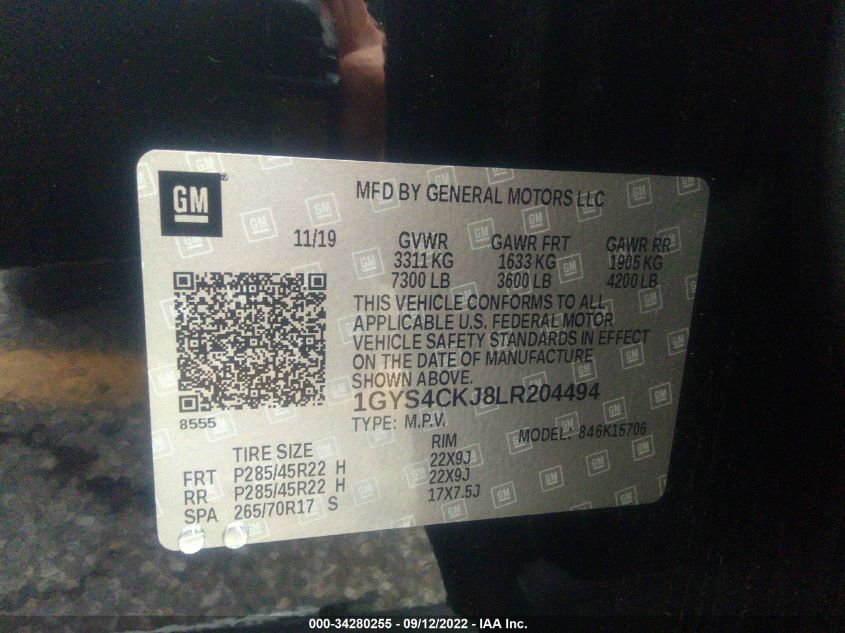 GM
MFD BY GENERAL MOTORS LLC
11/19
GVWR GAWR FRT GAWR RR
3311 KG 1633 KG 1905 KG
7300 LB 3600 LB 4200 LB
THIS VEHICLE CONFORMS TO ALL
APPLICABLE U.S. FEDERAL MOTOR
VEHICLE SAFETY STANDARDS IN EFFECT
ON THE DATE OF MANUFACTURE
SHOWN ABOVE.
1GYS4CKJ8LR204494
8555
TYPE: M.P.V. MODEL: 846K15706
TIRE SIZE RIM
FRT P285/45R22 H 22X9J
RR P285/45R22 H 22X9J
SPA 265/70R17 S 17X7.5J
000-34280255 - 09/12/2022 - IAA Inc.